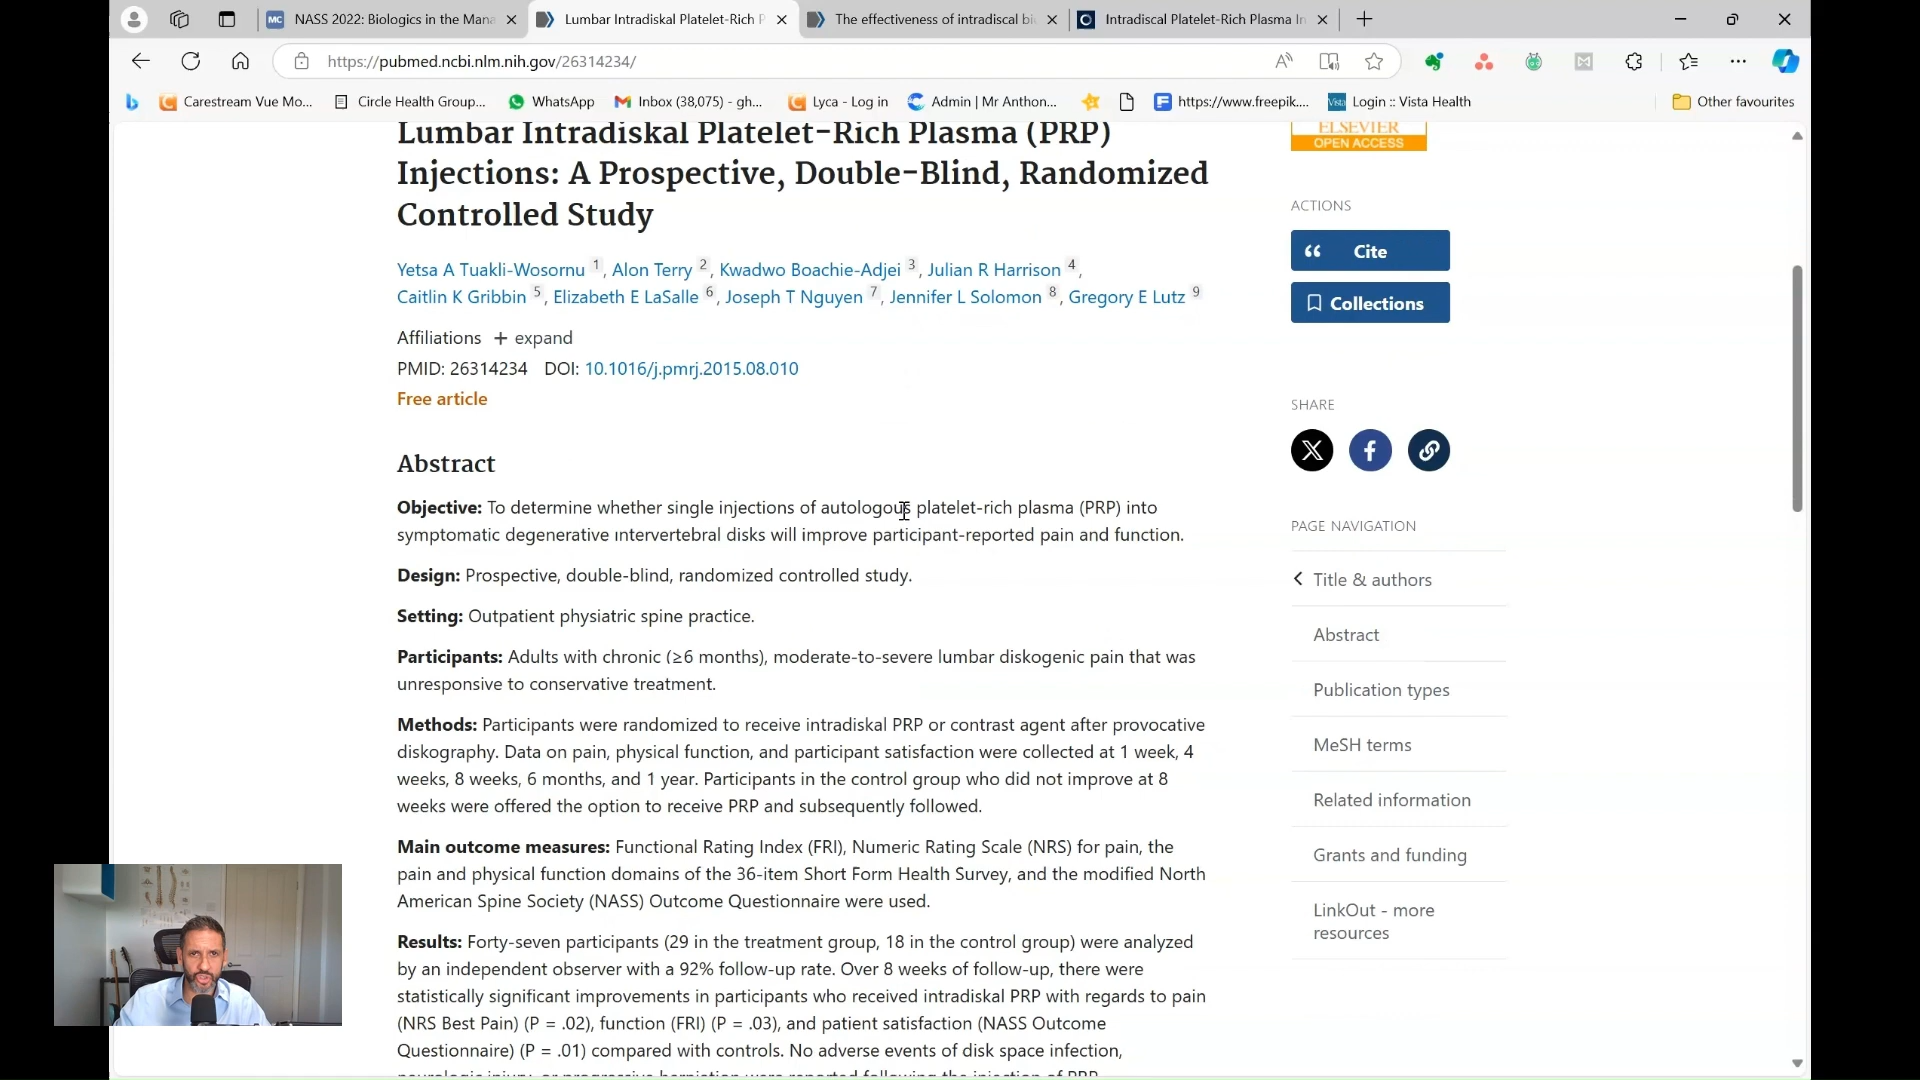 NASS 2022: Biologics in the Mana
Lumbar Intradiskal Platelet-Rich P
The effectiveness of intradiscal bi
Intradiscal Platelet-Rich Plasma In
https://pubmed.ncbi.nlm.nih.gov/26314234/
Carestream Vue Mo...
Circle Health Group...
WhatsApp
Inbox (38,075) - gh...
Lyca - Log in
Admin | Mr Anthon...
https://www.freepik....
Login :: Vista Health
Other favourites
Lumbar Intradiskal Platelet-Rich Plasma (PRP)
Injections: A Prospective, Double-Blind, Randomized
Controlled Study
Yetsa A Tuakli-Wosornu 1, Alon Terry 2, Kwadwo Boachie-Adjei 3, Julian R Harrison 4,
Caitlin K Gribbin 5, Elizabeth E LaSalle 6, Joseph T Nguyen 7, Jennifer L Solomon 8, Gregory E Lutz 9
Affiliations + expand
PMID: 26314234 DOI: 10.1016/j.pmrj.2015.08.010
Free article
Abstract
Objective: To determine whether single injections of autologous platelet-rich plasma (PRP) into
symptomatic degenerative intervertebral disks will improve participant-reported pain and function.
Design: Prospective, double-blind, randomized controlled study.
Setting: Outpatient physiatric spine practice.
Participants: Adults with chronic (≥6 months), moderate-to-severe lumbar diskogenic pain that was
unresponsive to conservative treatment.
Methods: Participants were randomized to receive intradiskal PRP or contrast agent after provocative
diskography. Data on pain, physical function, and participant satisfaction were collected at 1 week, 4
weeks, 8 weeks, 6 months, and 1 year. Participants in the control group who did not improve at 8
weeks were offered the option to receive PRP and subsequently followed.
Main outcome measures: Functional Rating Index (FRI), Numeric Rating Scale (NRS) for pain, the
pain and physical function domains of the 36-item Short Form Health Survey, and the modified North
American Spine Society (NASS) Outcome Questionnaire were used.
Results: Forty-seven participants (29 in the treatment group, 18 in the control group) were analyzed
by an independent observer with a 92% follow-up rate. Over 8 weeks of follow-up, there were
statistically significant improvements in participants who received intradiskal PRP with regards to pain
(NRS Best Pain) (P = .02), function (FRI) (P = .03), and patient satisfaction (NASS Outcome
Questionnaire) (P = .01) compared with controls. No adverse events of disk space infection,
neurologic injury, or progressive herniation were reported following the injection of PRP.
ELSEVIER
OPEN ACCESS
ACTIONS
Cite
Collections
SHARE
PAGE NAVIGATION
Title & authors
Abstract
Publication types
MeSH terms
Related information
Grants and funding
LinkOut - more
resources